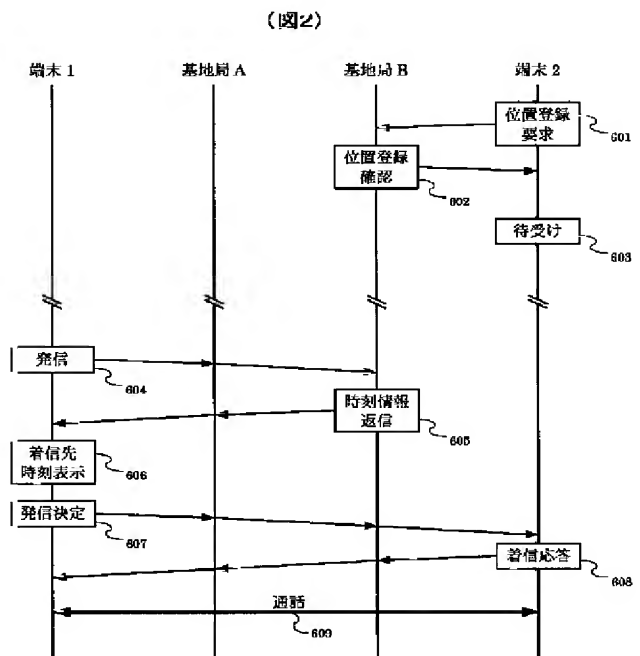 (図2)
端末1 基地局A 基地局B 端末2
位置登録
要求
601
位置登録
確認
602
待受け
603
発信
604
時刻情報
返信
605
着信先
時刻表示
606
発信決定
607
着信応答
608
通話
609